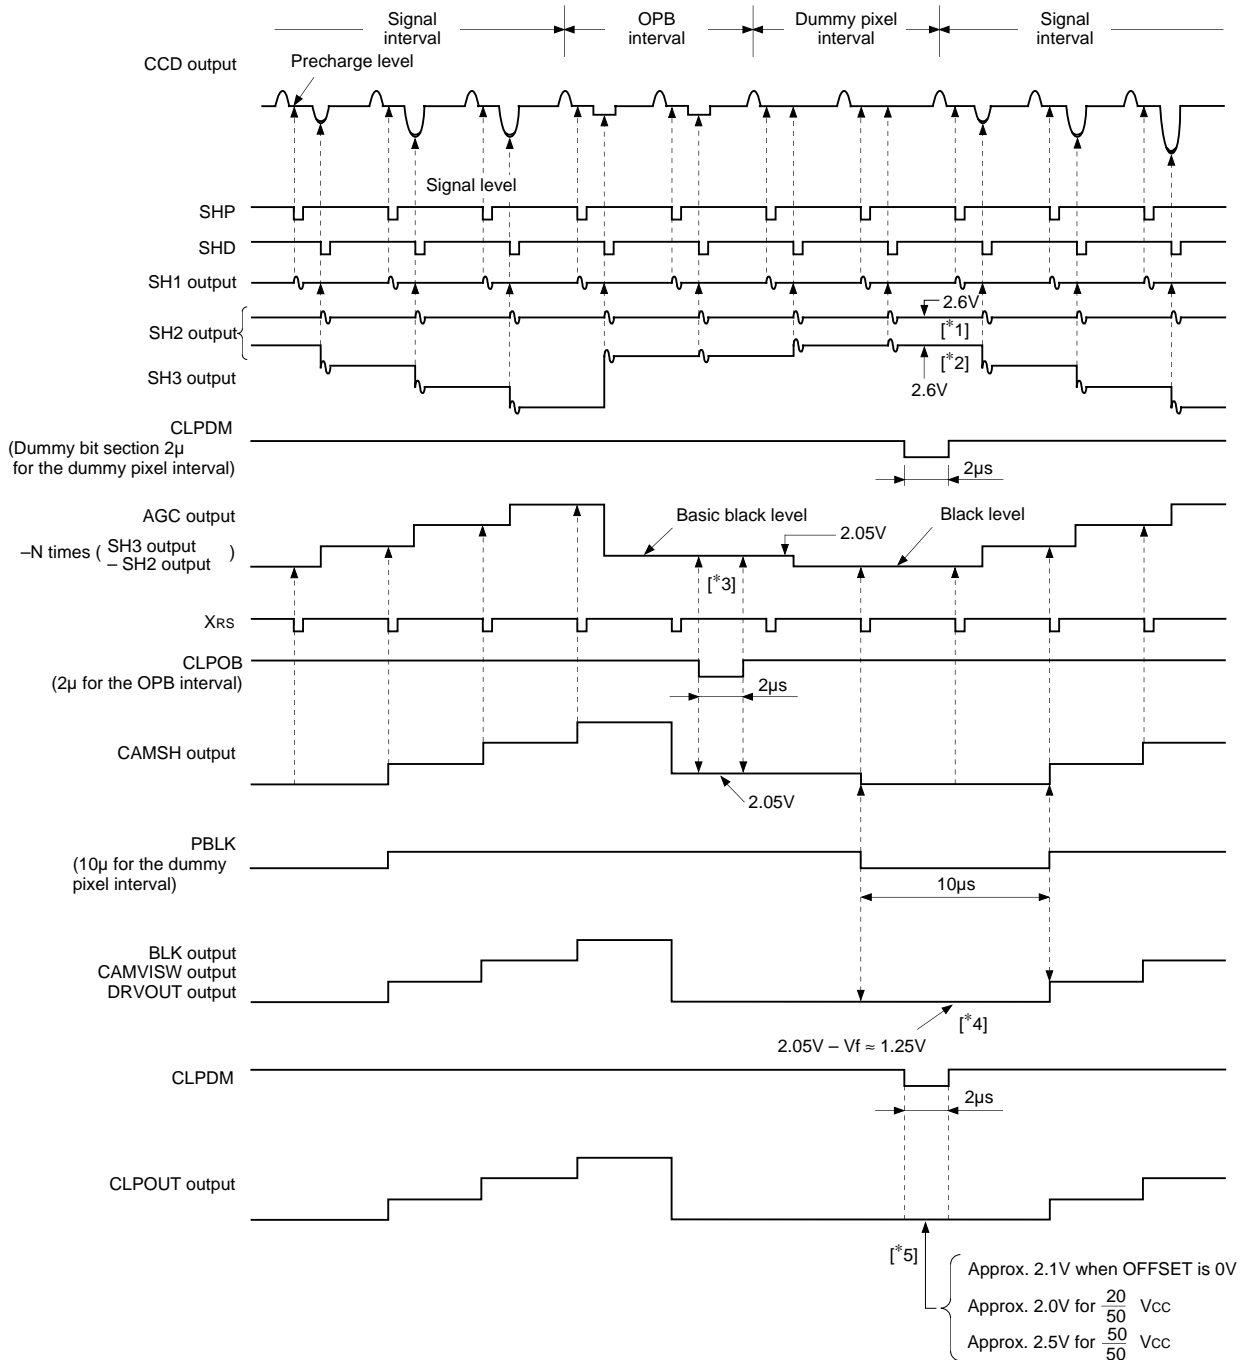 Signal interval
OPB interval
Dummy pixel interval
Signal interval
CCD output
Precharge level
Signal level
SHP
SHD
SH1 output
2.6V
SH2 output
[*1]
[*2]
SH3 output
2.6V
CLPDM
(Dummy bit section 2μ
for the dummy pixel interval)
2μs
AGC output
Basic black level
Black level
2.05V
–N times ( SH3 output – SH2 output )
[*3]
XRS
CLPOB
(2μ for the OPB interval)
2μs
CAMSH output
2.05V
PBLK
(10μ for the dummy
pixel interval)
10μs
BLK output
CAMVISW output
DRVOUT output
[*4]
2.05V – Vf ≈ 1.25V
CLPDM
2μs
CLPOUT output
[*5]
Approx. 2.1V when OFFSET is 0V
Approx. 2.0V for 20/50 VCC
Approx. 2.5V for 50/50 VCC